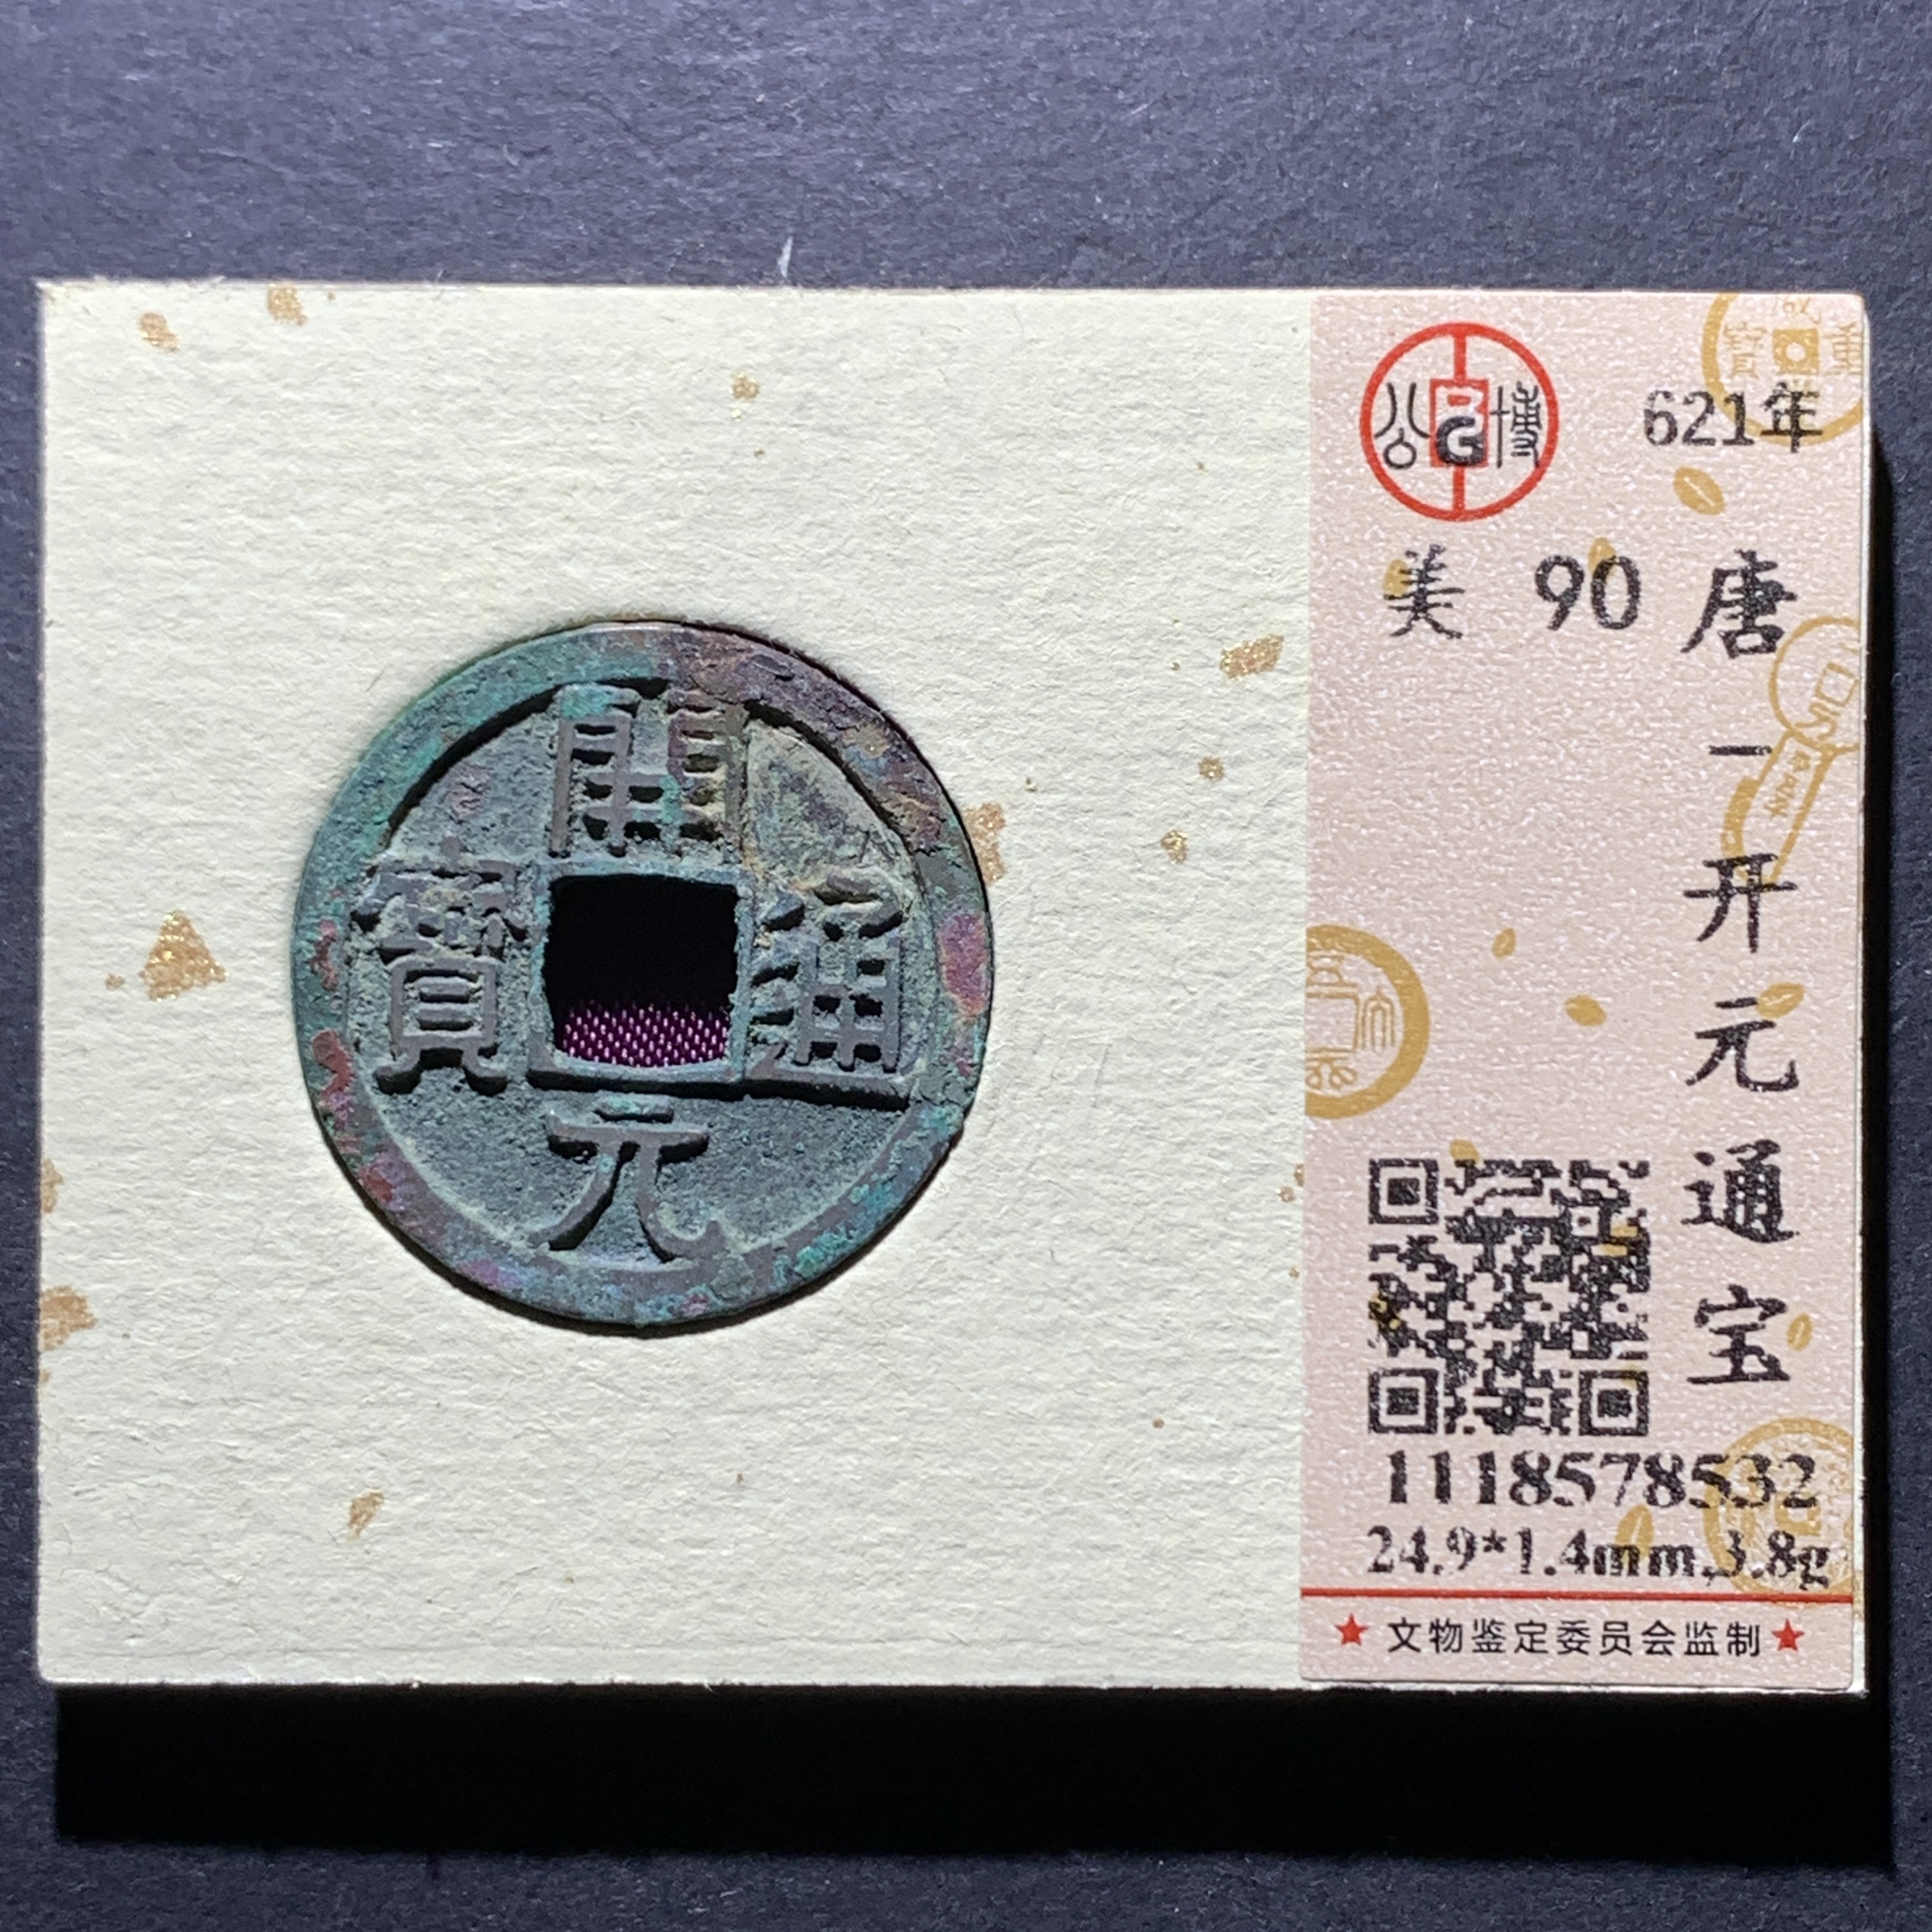 開
元
通
寶
公博
621年
美 90
唐-开元通宝
1118578532
24.9*1.4mm,3.8g
★文物鉴定委员会监制★